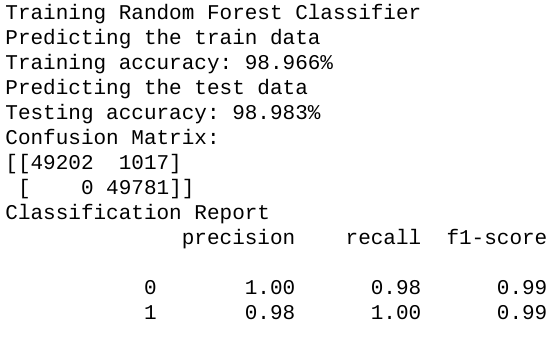 Training Random Forest Classifier
Predicting the train data
Training accuracy: 98.966%
Predicting the test data
Testing accuracy: 98.983%
Confusion Matrix:
[[49202  1017]
 [    0 49781]]
Classification Report
              precision    recall  f1-score
           0       1.00      0.98      0.99
           1       0.98      1.00      0.99